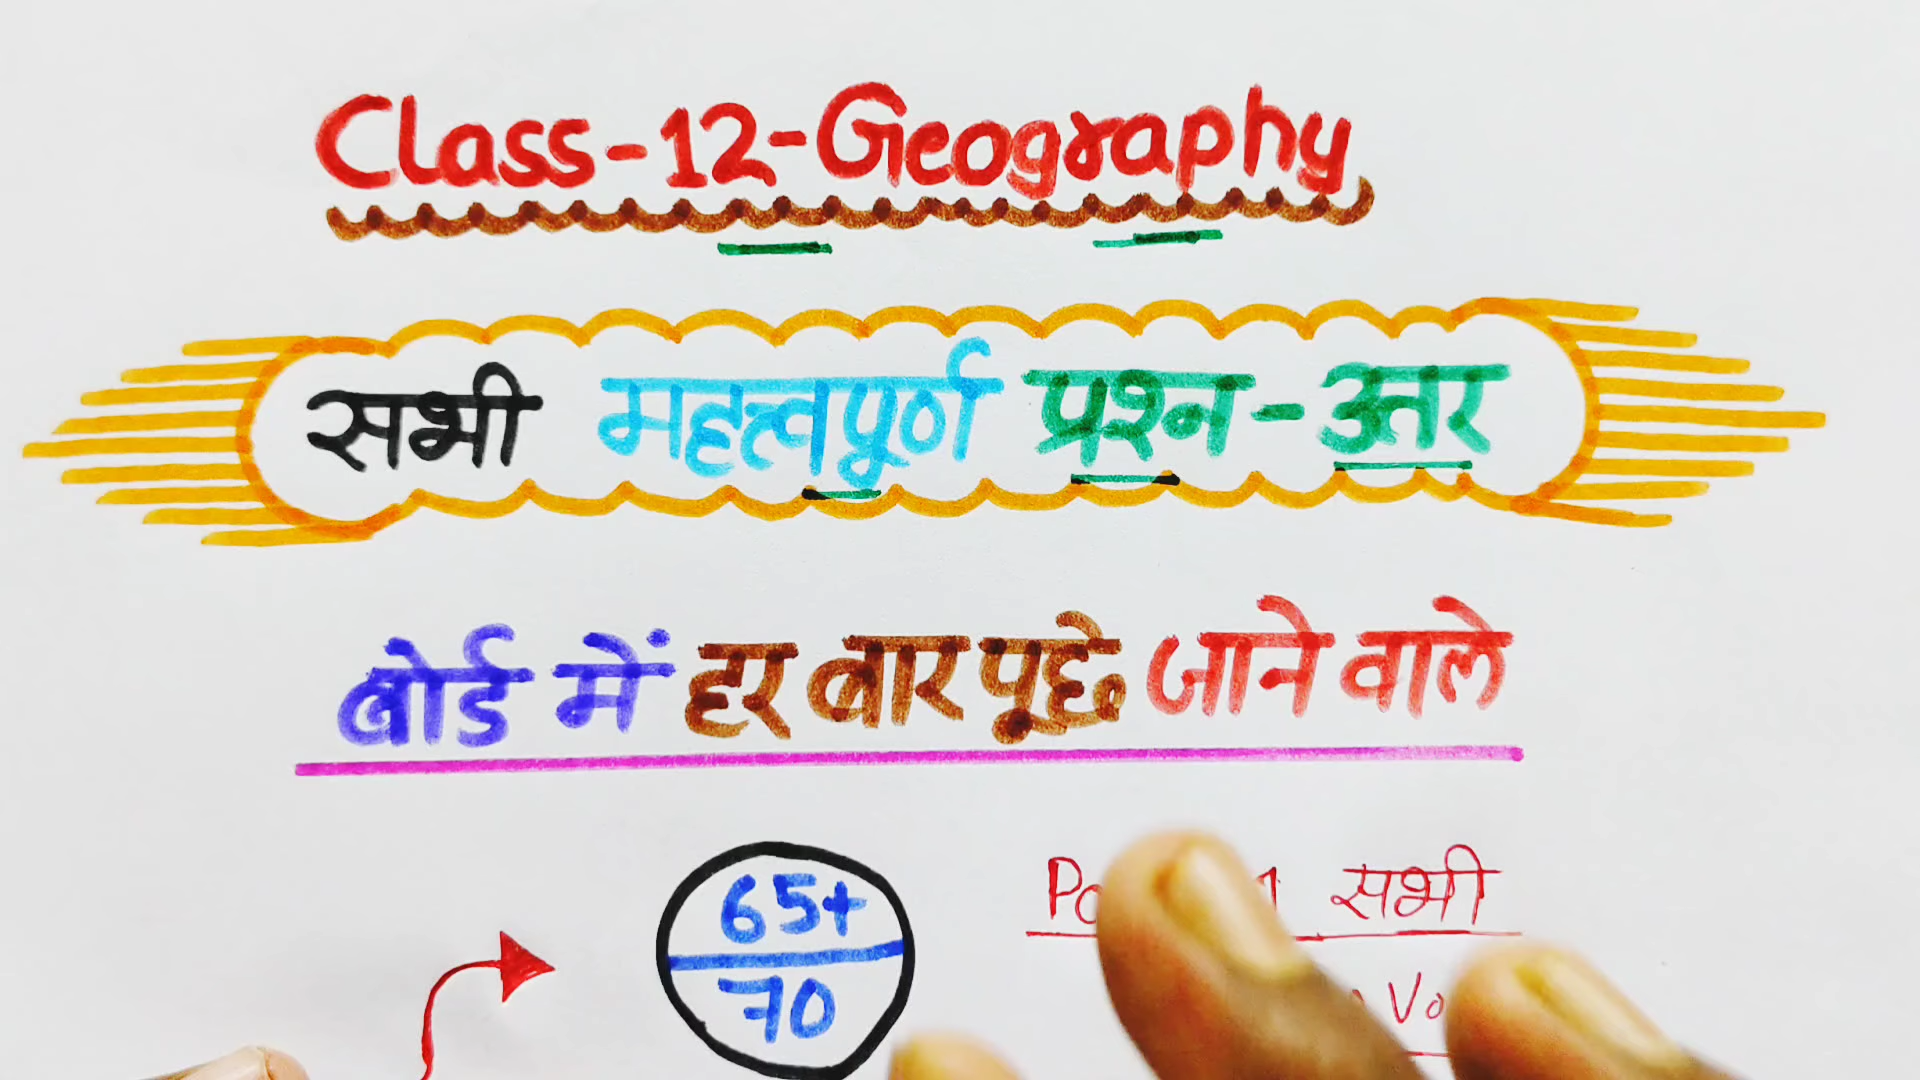 Class-12-Geography
सभी महत्वपूर्ण प्रश्न-उत्तर
बोर्ड में हर बार पूछे जाने वाले
65+
70
सभी